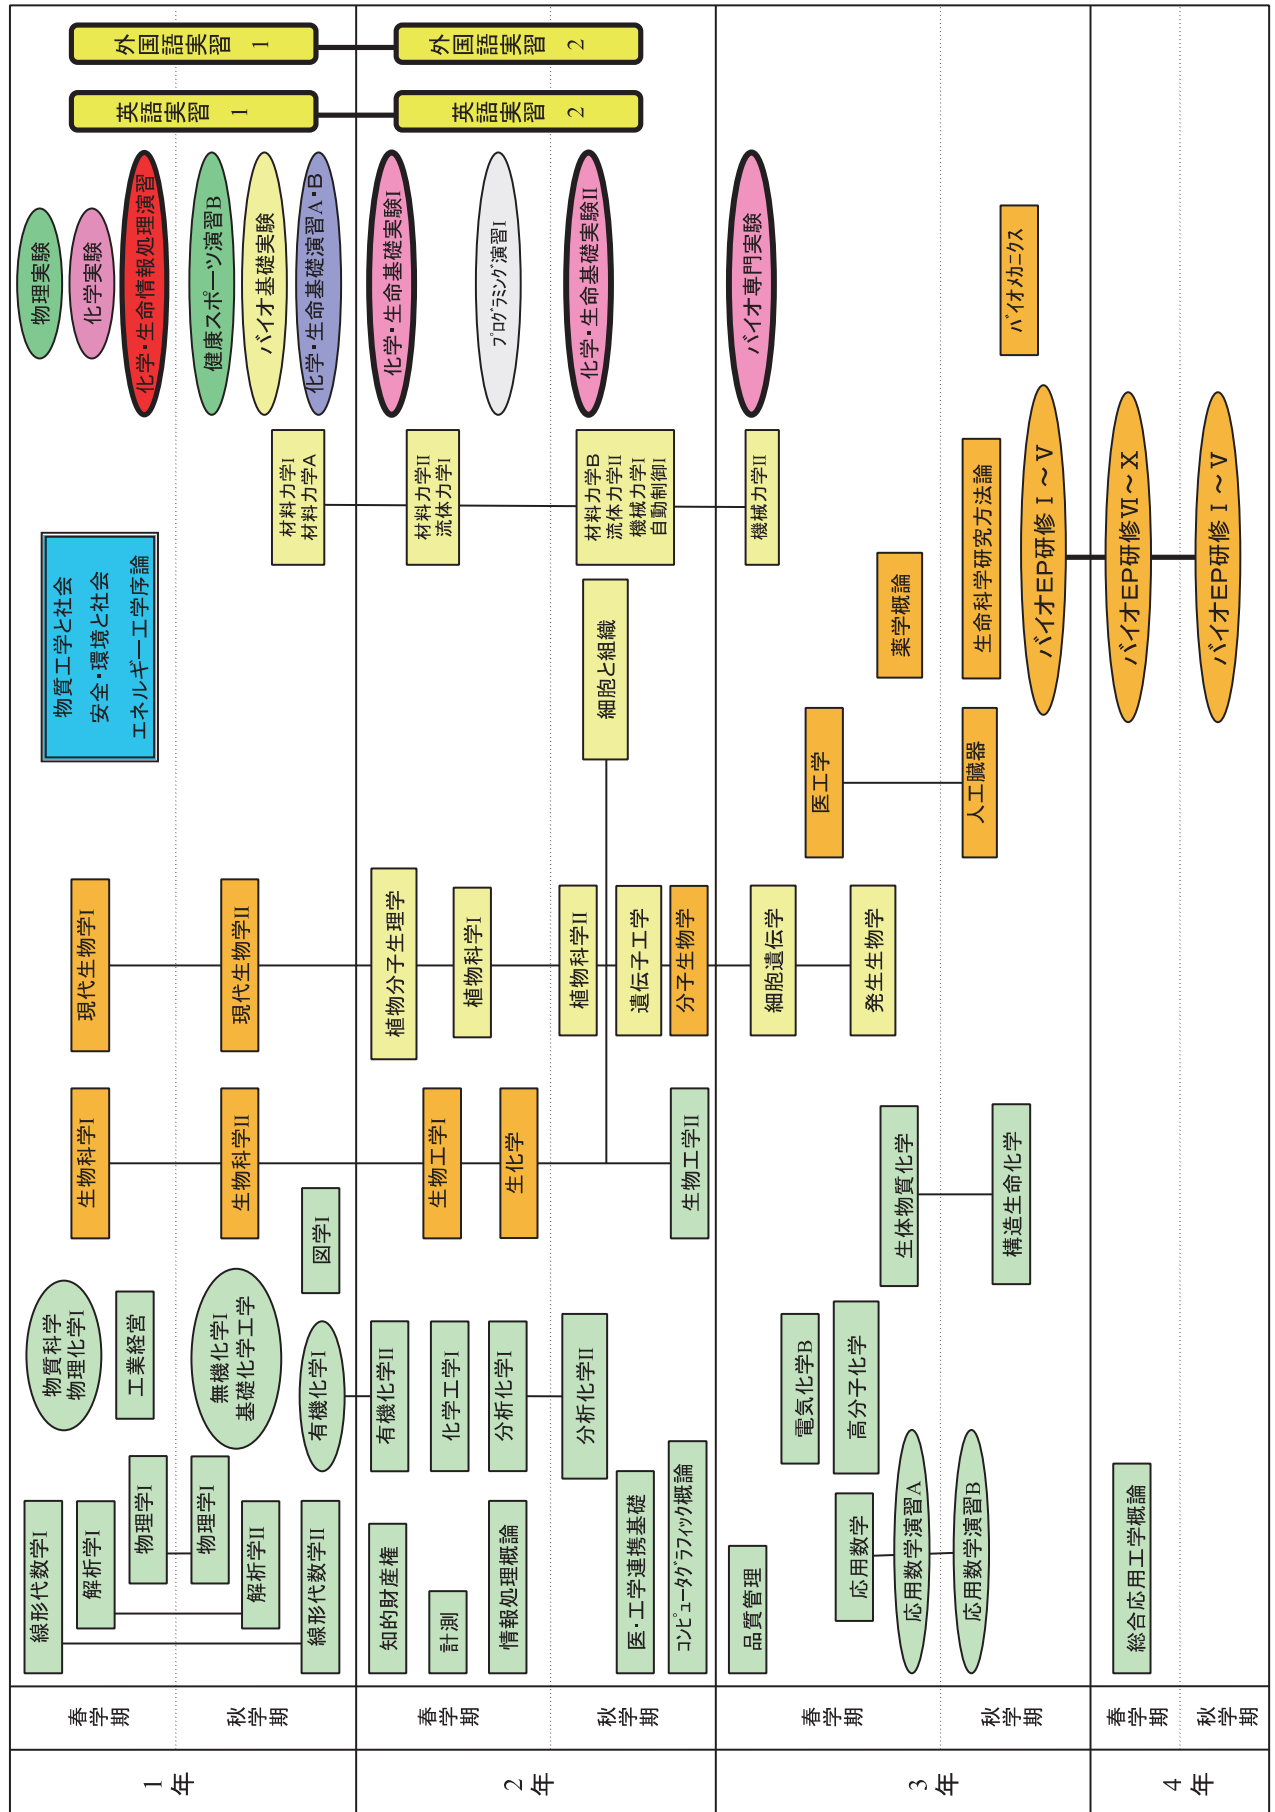 1年
春学期
秋学期
2年
春学期
秋学期
3年
春学期
秋学期
4年
春学期
秋学期
線形代数学I
解析学I
物理学I
物理学I
解析学II
線形代数学II
知的財産権
計測
情報処理概論
医・工学連携基礎
コンピュータグラフィック概論
品質管理
応用数学
応用数学演習A
応用数学演習B
総合応用工学概論
物質科学
物理化学I
工業経営
無機化学I
基礎化学工学
有機化学I
図学I
有機化学II
化学工学I
分析化学I
分析化学II
電気化学B
高分子化学
生体物質化学
構造生命化学
生物科学I
生物科学II
生物工学I
生化学
生物工学II
現代生物学I
現代生物学II
植物分子生理学
植物科学I
植物科学II
遺伝子工学
分子生物学
細胞遺伝学
発生生物学
細胞と組織
医工学
人工臓器
薬学概論
生命科学研究方法論
物質工学と社会
安全・環境と社会
エネルギー工学序論
材料力学I
材料力学A
材料力学II
流体力学I
材料力学B
流体力学II
機械力学I
自動制御I
機械力学II
バイオEP研修 I～V
バイオEP研修 VI～X
バイオEP研修 I～V
バイオメカニクス
物理実験
化学実験
化学・生命情報処理演習
健康スポーツ演習B
バイオ基礎実験
化学・生命基礎演習A・B
化学・生命基礎実験I
プログラミング演習I
化学・生命基礎実験II
バイオ専門実験
英語実習 1
英語実習 2
外国語実習 1
外国語実習 2